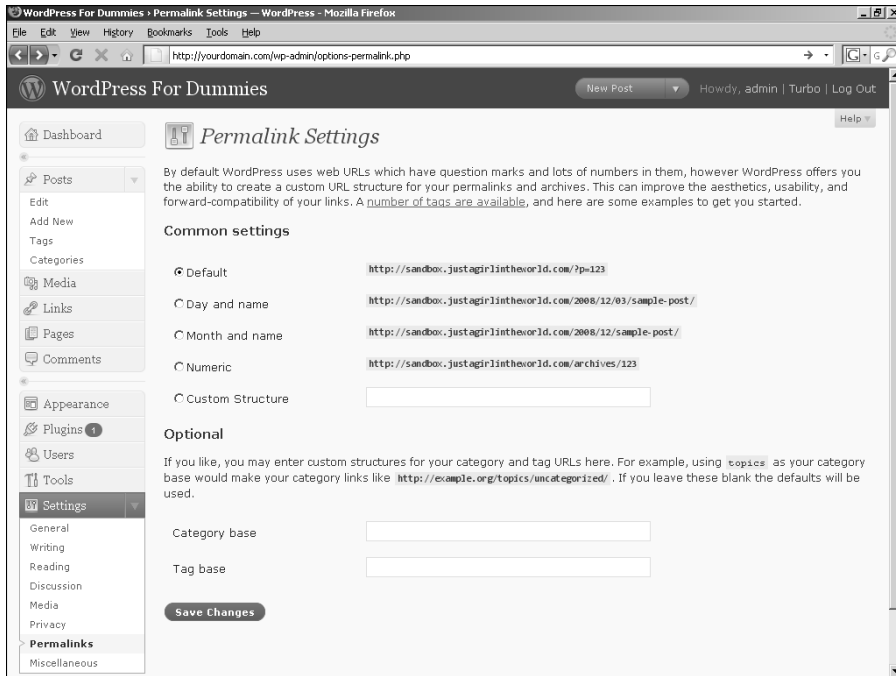 WordPress For Dummies › Permalink Settings — WordPress - Mozilla Firefox
File Edit View History Bookmarks Tools Help
http://yourdomain.com/wp-admin/options-permalink.php
G
G
WordPress For Dummies
New Post
Howdy, admin | Turbo | Log Out
Help
Dashboard
Posts
Edit
Add New
Tags
Categories
Media
Links
Pages
Comments
Appearance
Plugins 1
Users
Tools
Settings
General
Writing
Reading
Discussion
Media
Privacy
Permalinks
Miscellaneous
Permalink Settings
By default WordPress uses web URLs which have question marks and lots of numbers in them, however WordPress offers you
the ability to create a custom URL structure for your permalinks and archives. This can improve the aesthetics, usability, and
forward-compatibility of your links. A number of tags are available, and here are some examples to get you started.
Common settings
Default http://sandbox.justagirlintheworld.com/?p=123
Day and name http://sandbox.justagirlintheworld.com/2008/12/03/sample-post/
Month and name http://sandbox.justagirlintheworld.com/2008/12/sample-post/
Numeric http://sandbox.justagirlintheworld.com/archives/123
Custom Structure
Optional
If you like, you may enter custom structures for your category and tag URLs here. For example, using topics as your category
base would make your category links like http://example.org/topics/uncategorized/ . If you leave these blank the defaults will be
used.
Category base
Tag base
Save Changes